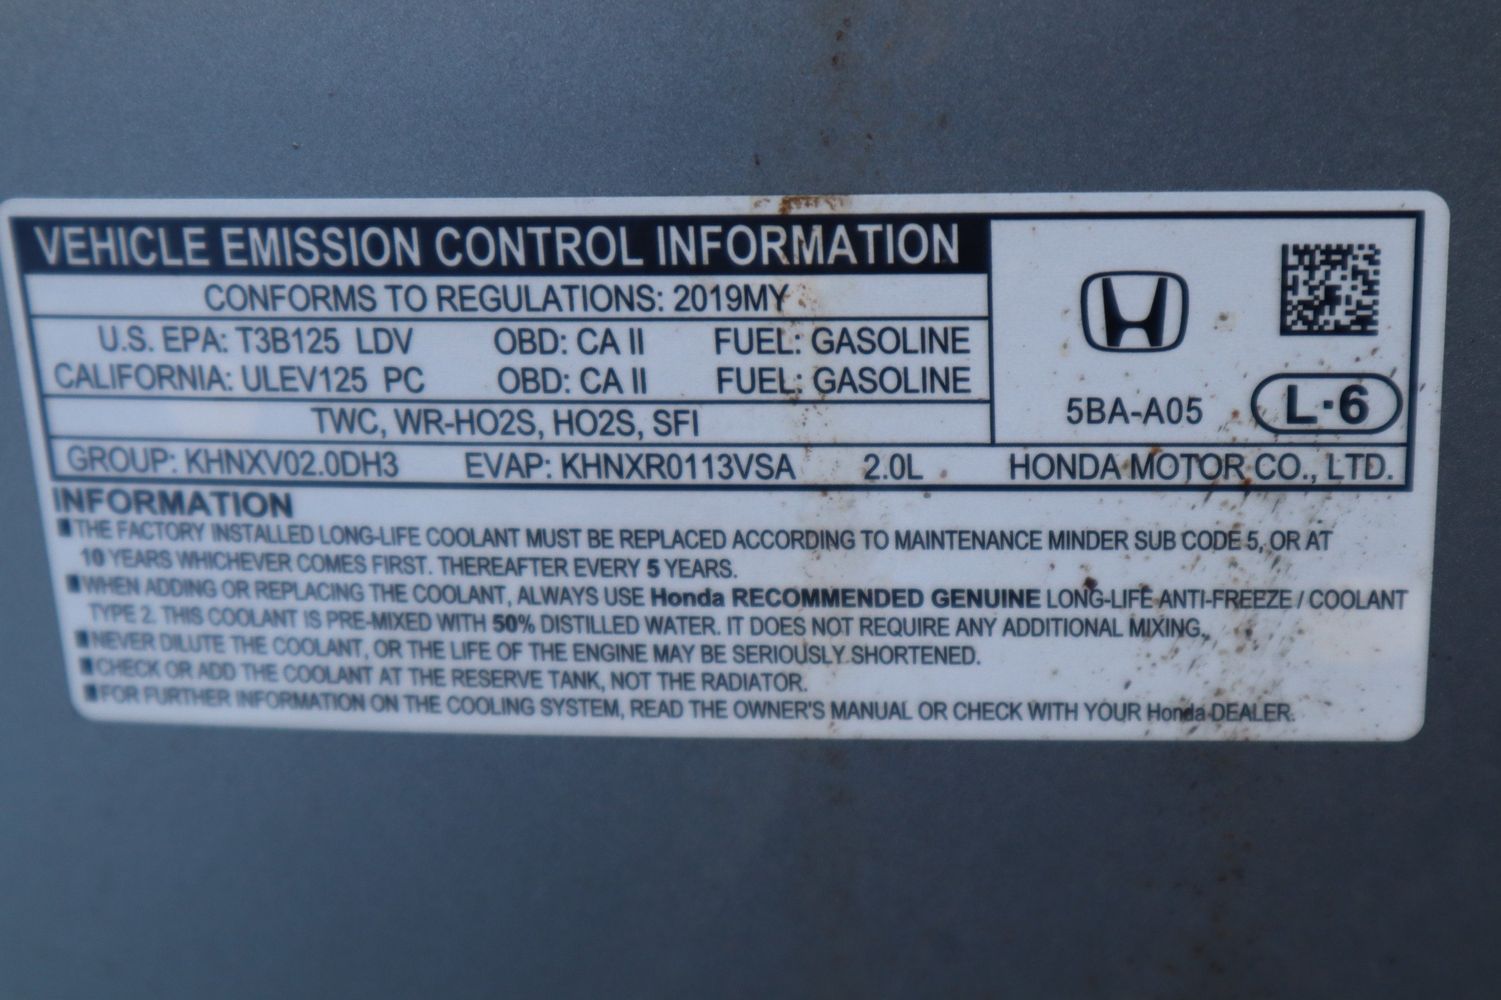 VEHICLE EMISSION CONTROL INFORMATION
CONFORMS TO REGULATIONS: 2019MY
U.S. EPA: T3B125 LDV OBD: CA II FUEL: GASOLINE
CALIFORNIA: ULEV125 PC OBD: CA II FUEL: GASOLINE
5BA-A05 L·6
TWC, WR-HO2S, HO2S, SFI
GROUP: KHNXV02.0DH3 EVAP: KHNXR0113VSA 2.0L HONDA MOTOR CO., LTD.
INFORMATION
■THE FACTORY INSTALLED LONG-LIFE COOLANT MUST BE REPLACED ACCORDING TO MAINTENANCE MINDER SUB CODE 5, OR AT
10 YEARS WHICHEVER COMES FIRST. THEREAFTER EVERY 5 YEARS.
■WHEN ADDING OR REPLACING THE COOLANT, ALWAYS USE Honda RECOMMENDED GENUINE LONG-LIFE ANTI-FREEZE / COOLANT
TYPE 2. THIS COOLANT IS PRE-MIXED WITH 50% DISTILLED WATER. IT DOES NOT REQUIRE ANY ADDITIONAL MIXING.
■NEVER DILUTE THE COOLANT, OR THE LIFE OF THE ENGINE MAY BE SERIOUSLY SHORTENED.
■CHECK OR ADD THE COOLANT AT THE RESERVE TANK, NOT THE RADIATOR.
■FOR FURTHER INFORMATION ON THE COOLING SYSTEM, READ THE OWNER'S MANUAL OR CHECK WITH YOUR Honda DEALER.